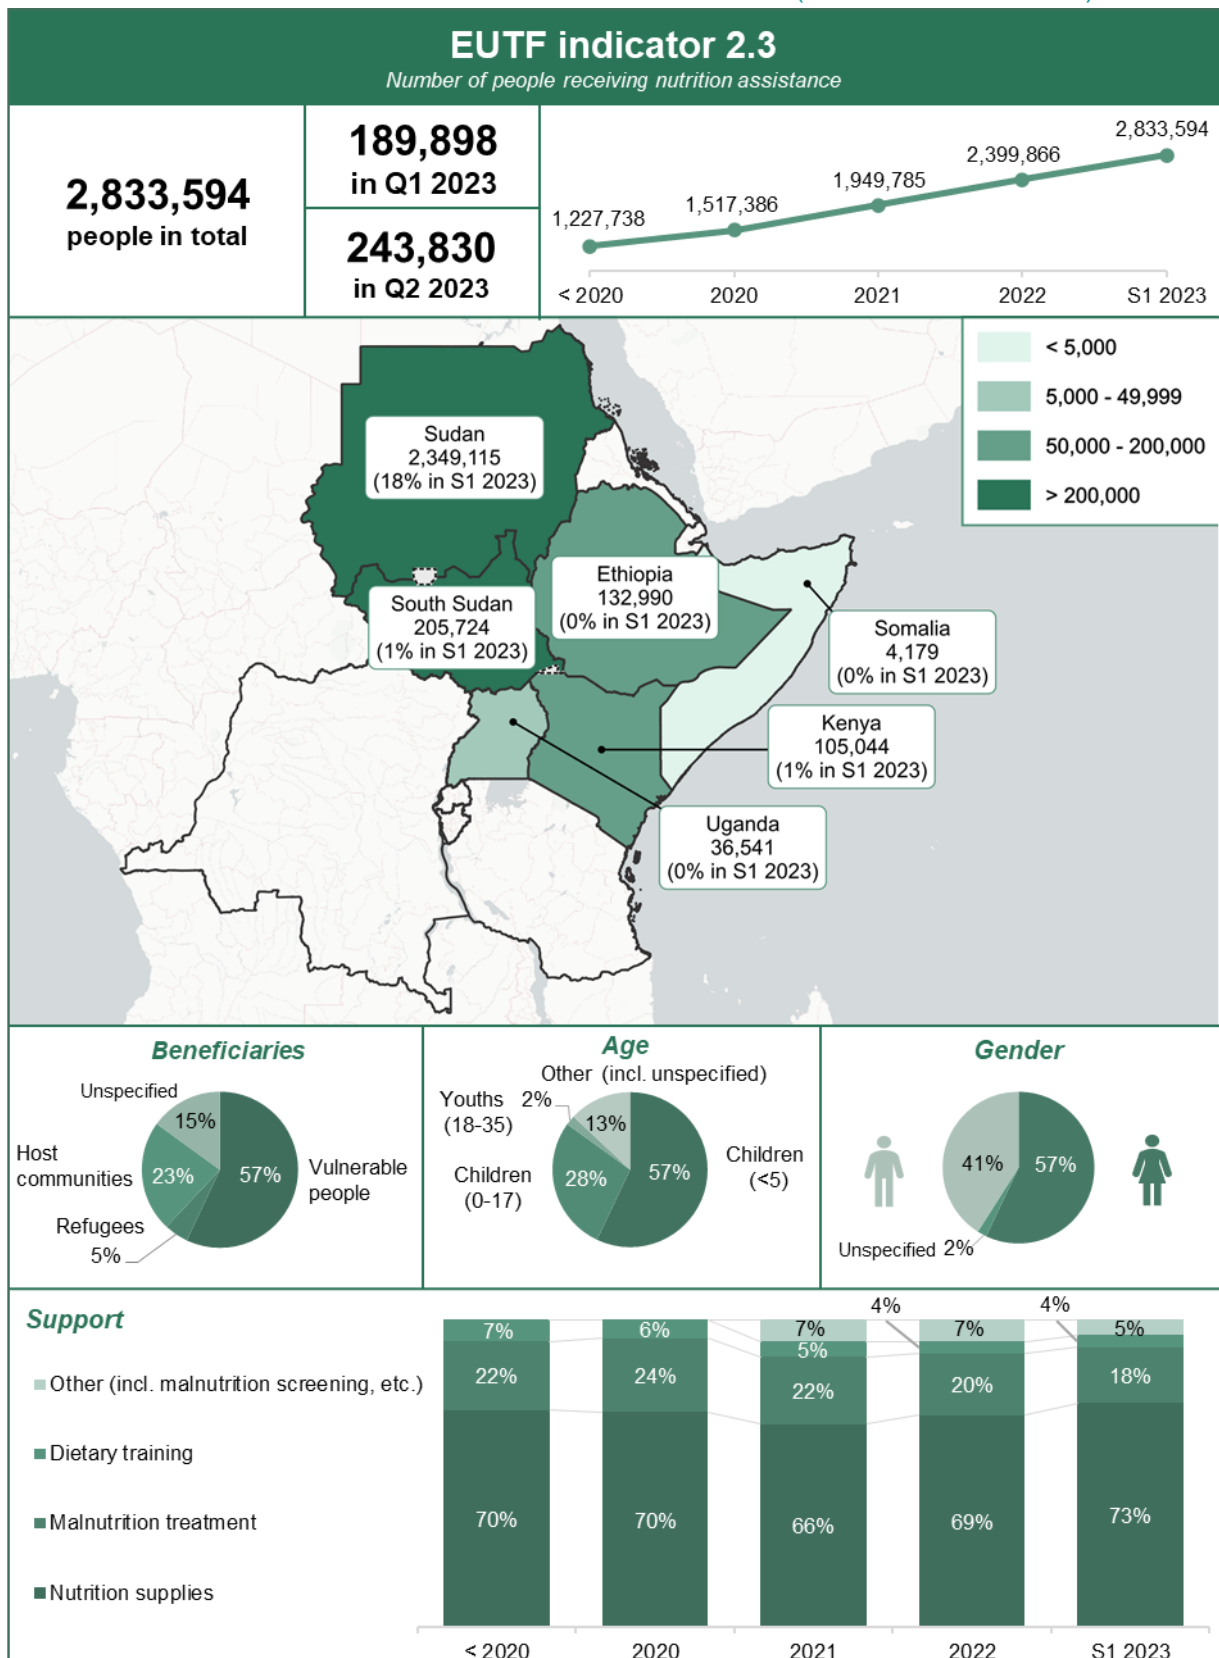 EUTF indicator 2.3
Number of people receiving nutrition assistance
2,833,594
people in total
189,898
in Q1 2023
243,830
in Q2 2023
1,227,738
1,517,386
1,949,785
2,399,866
2,833,594
< 2020
2020
2021
2022
S1 2023
< 5,000
5,000 - 49,999
50,000 - 200,000
> 200,000
Sudan
2,349,115
(18% in S1 2023)
South Sudan
205,724
(1% in S1 2023)
Ethiopia
132,990
(0% in S1 2023)
Somalia
4,179
(0% in S1 2023)
Kenya
105,044
(1% in S1 2023)
Uganda
36,541
(0% in S1 2023)
Beneficiaries
Unspecified
15%
Host
communities
23%
57%
Vulnerable
people
Refugees
5%
Age
Other (incl. unspecified)
Youths
(18-35)
2%
13%
Children
(0-17)
28%
57%
Children
(<5)
Gender
41%
57%
Unspecified 2%
Support
Other (incl. malnutrition screening, etc.)
Dietary training
Malnutrition treatment
Nutrition supplies
7%
22%
70%
< 2020
6%
24%
70%
2020
7%
5%
22%
66%
2021
4%
7%
20%
69%
2022
4%
5%
18%
73%
S1 2023